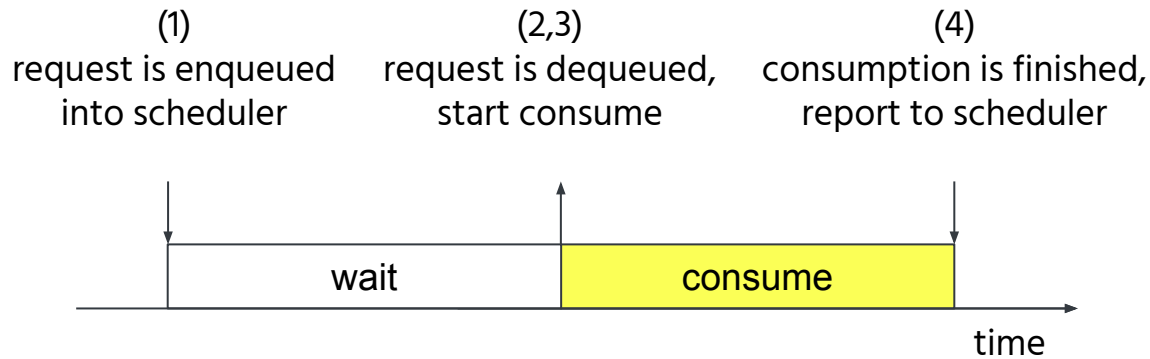 (1)
request is enqueued
into scheduler
(2,3)
request is dequeued,
start consume
(4)
consumption is finished,
report to scheduler
wait
consume
time